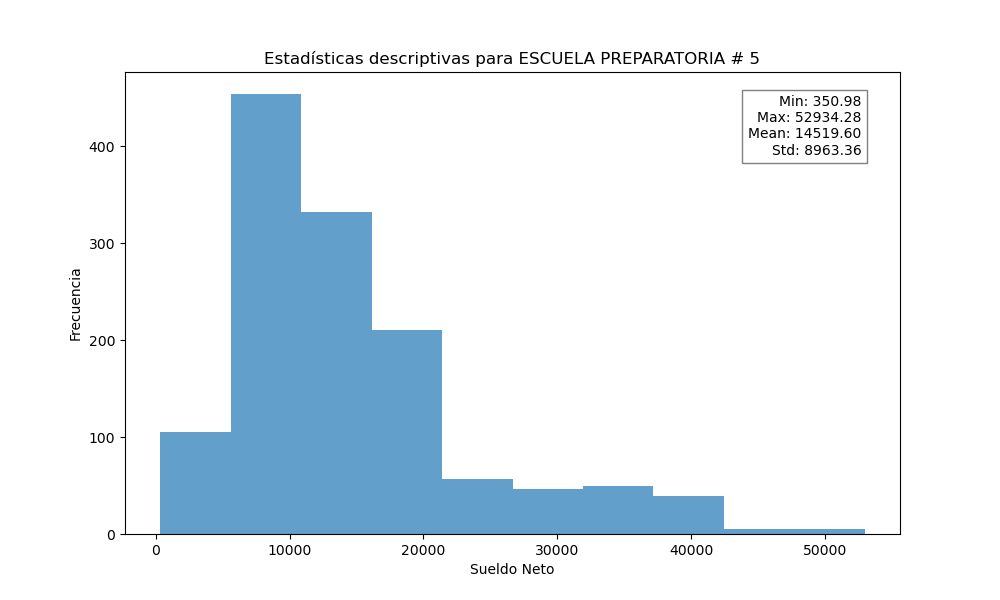 Estadísticas descriptivas para ESCUELA PREPARATORIA # 5
Min: 350.98
Max: 52934.28
Mean: 14519.60
Std: 8963.36
400
300
200
100
0
Frecuencia
0 10000 20000 30000 40000 50000
Sueldo Neto